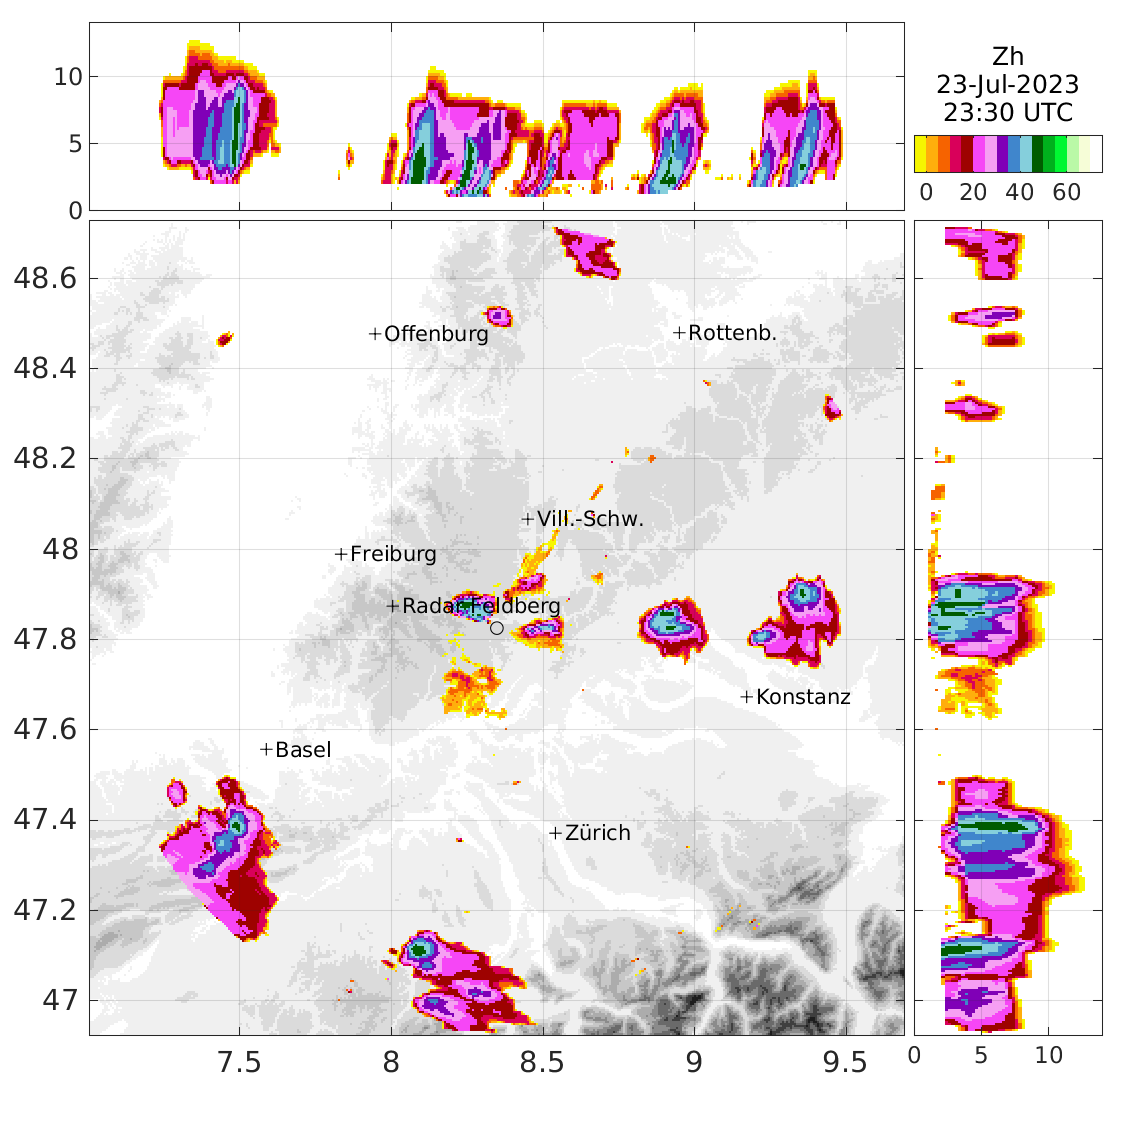 10
5
0
Zh
23-Jul-2023
23:30 UTC
0 20 40 60
48.6
48.4
48.2
48
47.8
47.6
47.4
47.2
47
+Offenburg
+Rottenb.
+Vill.-Schw.
+Freiburg
+Radar Feldberg
+Konstanz
+Basel
+Zürich
7.5 8 8.5 9 9.5
0 5 10